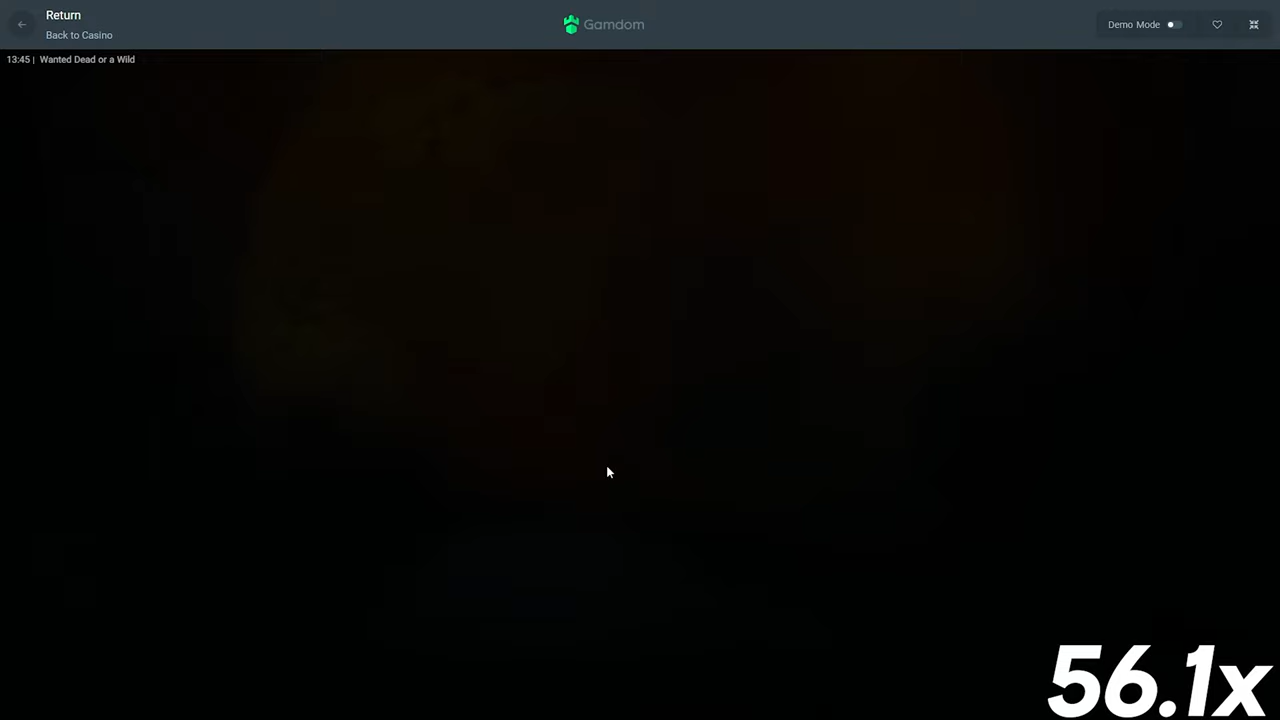 Return
Back to Casino
Gamdom
Demo Mode
13:45 | Wanted Dead or a Wild
56.1x